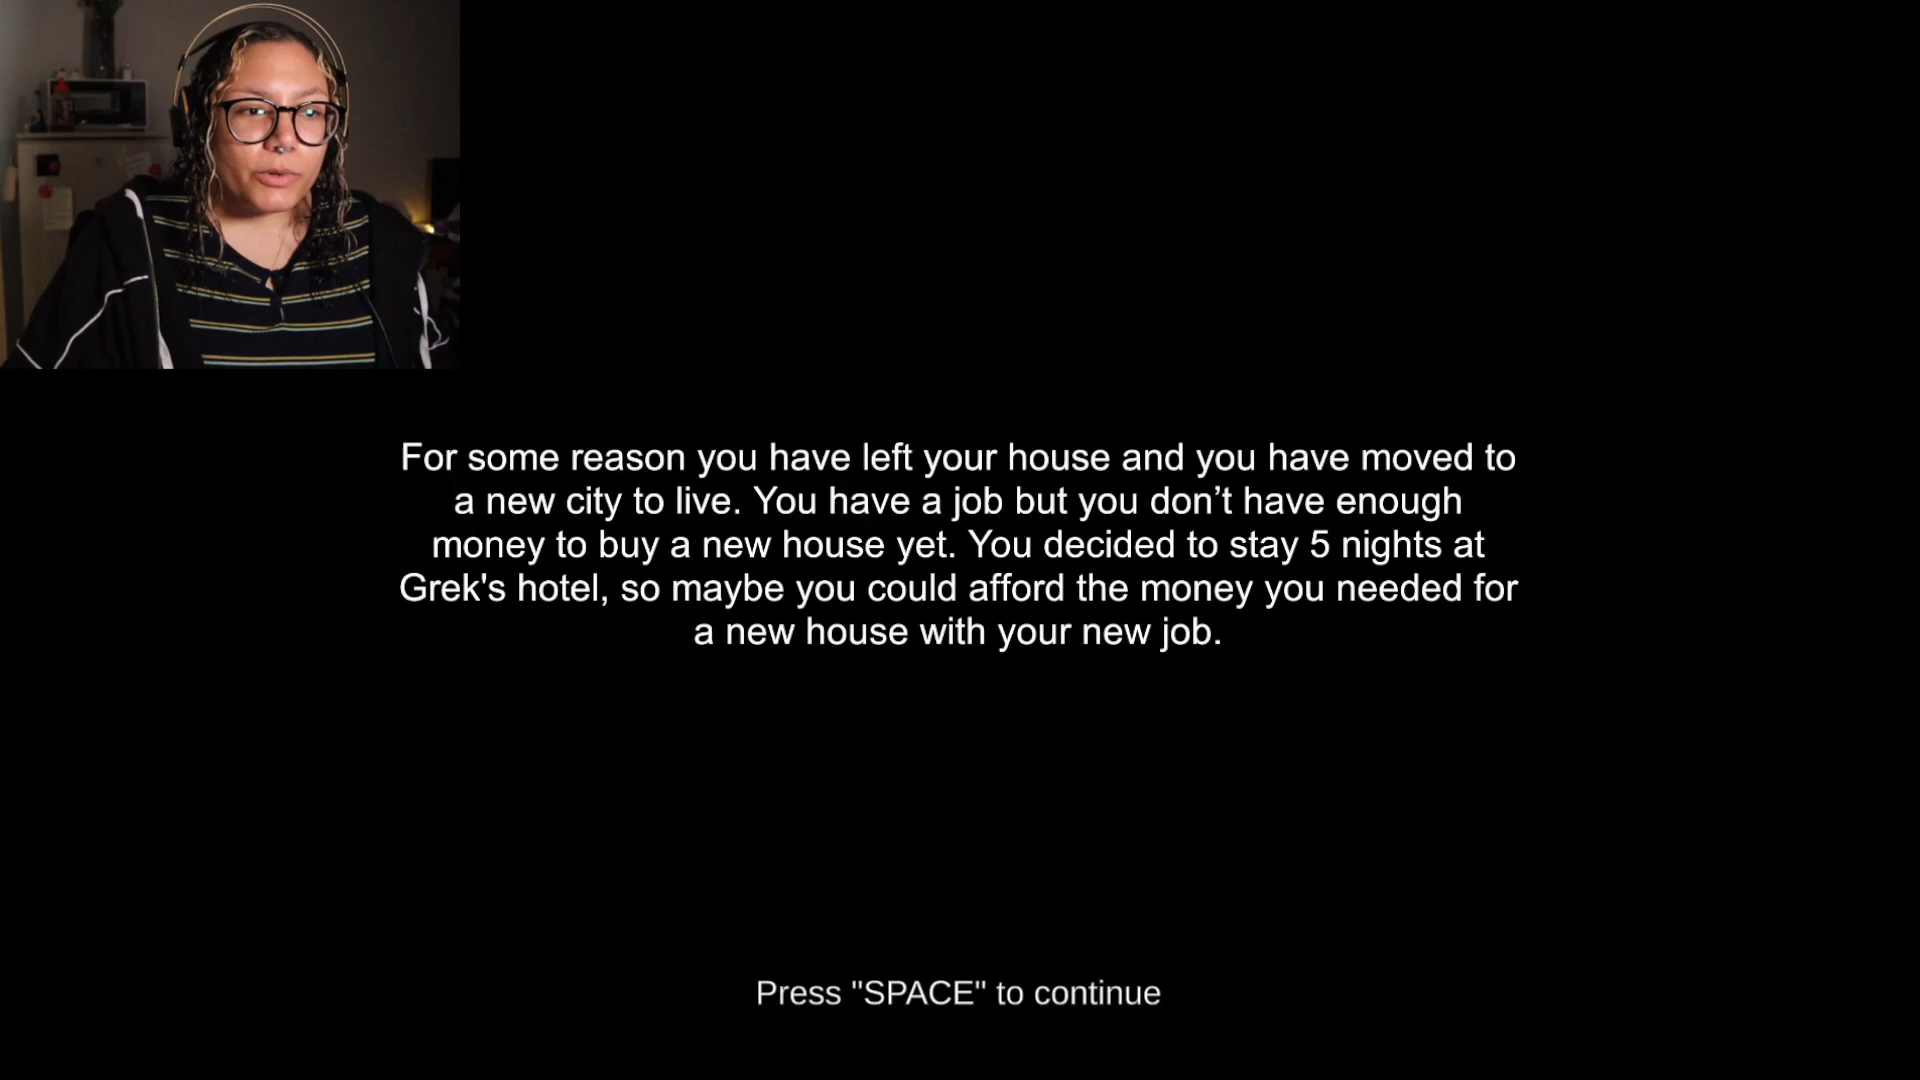 For some reason you have left your house and you have moved to
a new city to live. You have a job but you don’t have enough
money to buy a new house yet. You decided to stay 5 nights at
Grek's hotel, so maybe you could afford the money you needed for
a new house with your new job.
Press "SPACE" to continue